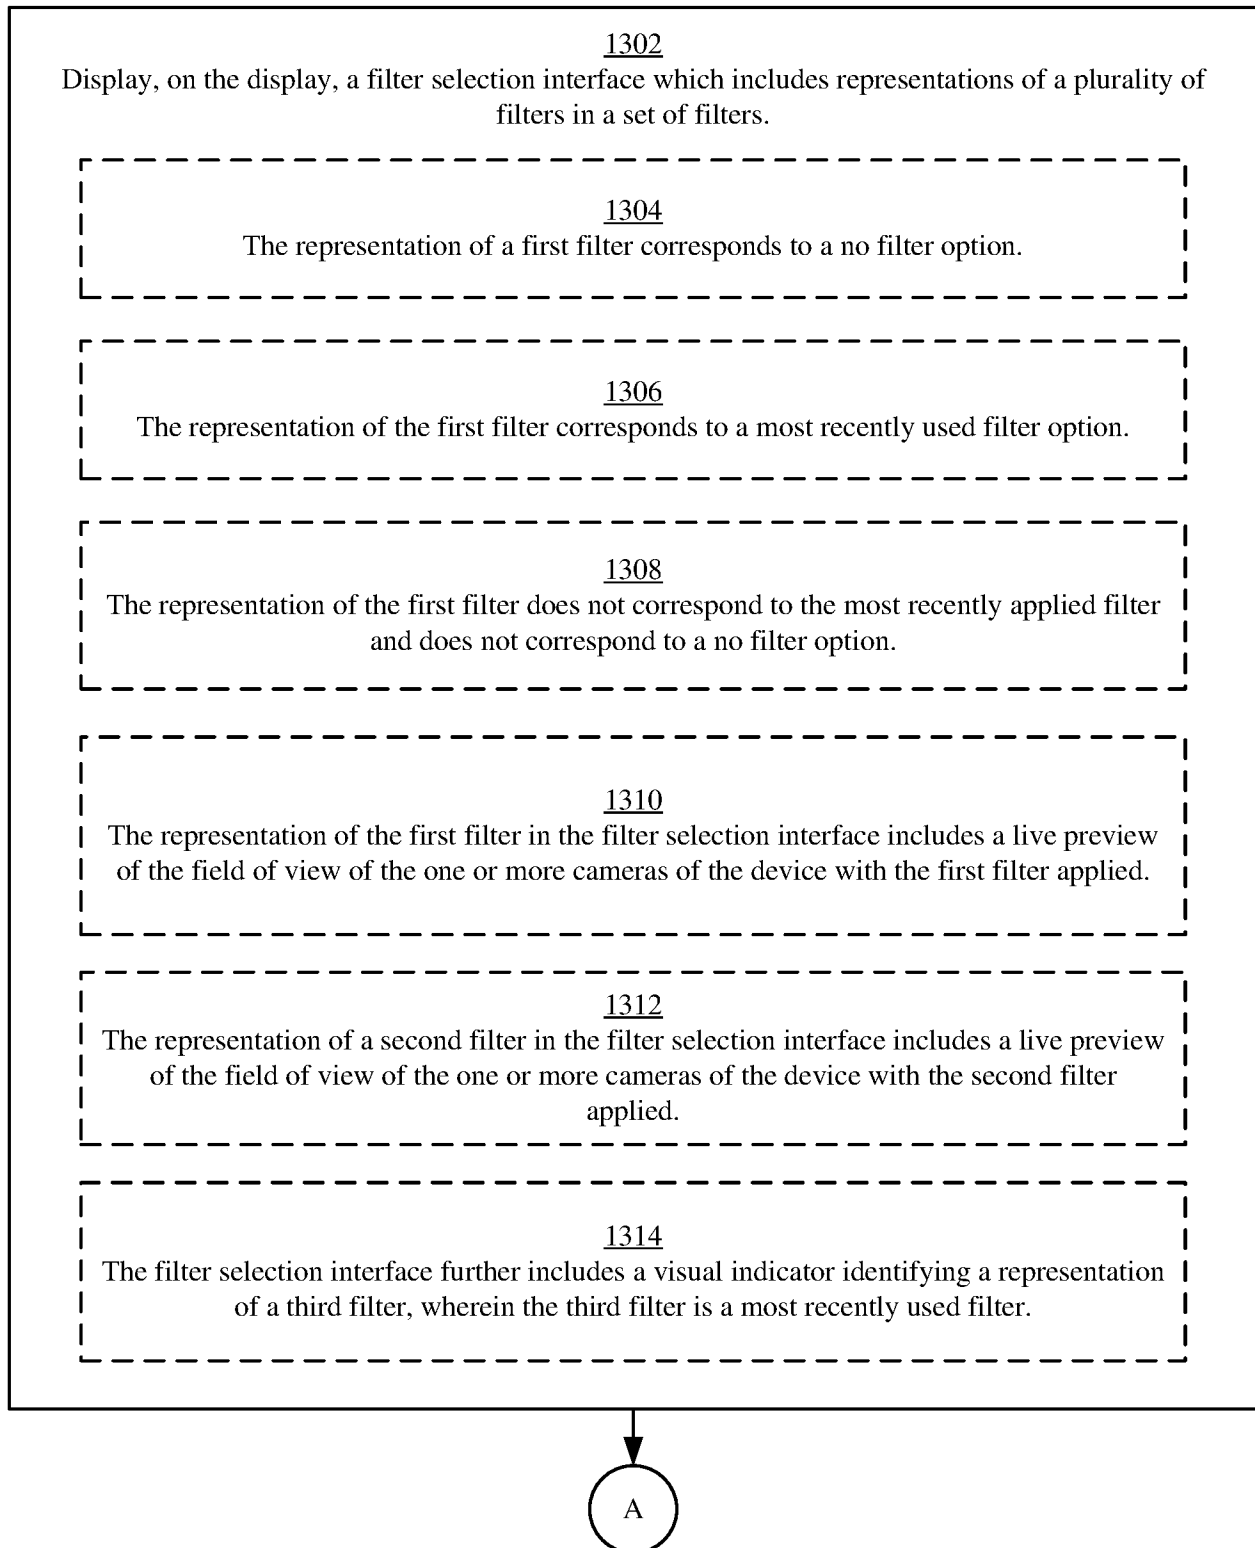 1302
Display, on the display, a filter selection interface which includes representations of a plurality of
filters in a set of filters.
1304
The representation of a first filter corresponds to a no filter option.
1306
The representation of the first filter corresponds to a most recently used filter option.
1308
The representation of the first filter does not correspond to the most recently applied filter
and does not correspond to a no filter option.
1310
The representation of the first filter in the filter selection interface includes a live preview
of the field of view of the one or more cameras of the device with the first filter applied.
1312
The representation of a second filter in the filter selection interface includes a live preview
of the field of view of the one or more cameras of the device with the second filter
applied.
1314
The filter selection interface further includes a visual indicator identifying a representation
of a third filter, wherein the third filter is a most recently used filter.
A